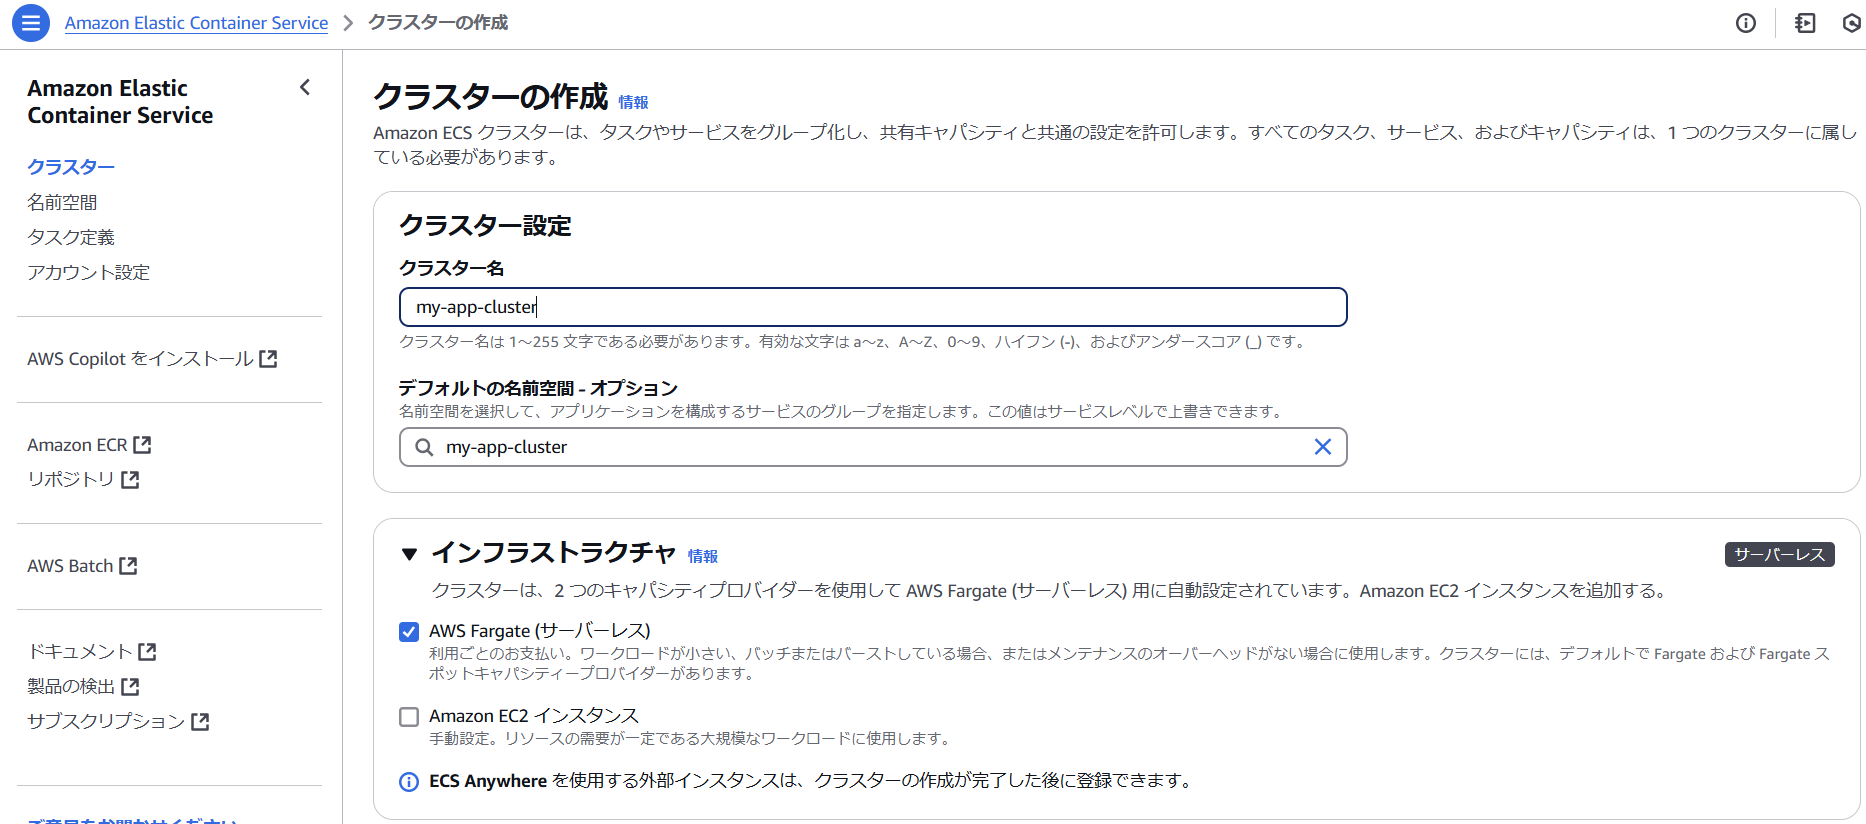 Amazon Elastic Container Service > クラスターの作成
Amazon Elastic
Container Service
クラスター
名前空間
タスク定義
アカウント設定
AWS Copilot をインストール
Amazon ECR
リポジトリ
AWS Batch
ドキュメント
製品の検出
サブスクリプション
ご意見をお聞かせください
クラスターの作成 情報
Amazon ECS クラスターは、タスクやサービスをグループ化し、共有キャパシティと共通の設定を許可します。すべてのタスク、サービス、およびキャパシティは、1 つのクラスターに属し
ている必要があります。
クラスター設定
クラスター名
my-app-cluster
クラスター名は 1～255 文字である必要があります。有効な文字は a～z、A～Z、0～9、ハイフン (-)、およびアンダースコア (_) です。
デフォルトの名前空間 - オプション
名前空間を選択して、アプリケーションを構成するサービスのグループを指定します。この値はサービスレベルで上書きできます。
my-app-cluster
インフラストラクチャ 情報
サーバーレス
クラスターは、2 つのキャパシティプロバイダーを使用して AWS Fargate (サーバーレス) 用に自動設定されています。Amazon EC2 インスタンスを追加する。
AWS Fargate (サーバーレス)
利用ごとのお支払い。ワークロードが小さい、バッチまたはバーストしている場合、またはメンテナンスのオーバーヘッドがない場合に使用します。クラスターには、デフォルトで Fargate および Fargate ス
ポットキャパシティープロバイダーがあります。
Amazon EC2 インスタンス
手動設定。リソースの需要が一定である大規模なワークロードに使用します。
ECS Anywhere を使用する外部インスタンスは、クラスターの作成が完了した後に登録できます。